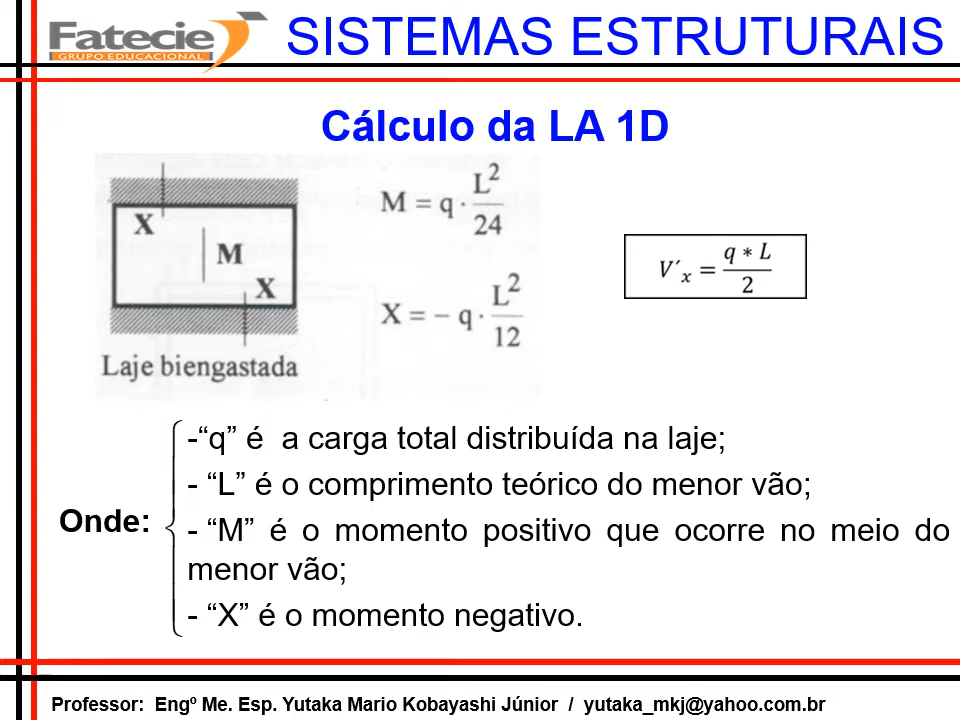 Fatecie
GRUPO EDUCACIONAL
SISTEMAS ESTRUTURAIS
Cálculo da LA 1D
X
M
X
Laje biengastada
M = q · L² / 24
X = − q · L² / 12
V´ₓ = q * L / 2
Onde:
-“q” é a carga total distribuída na laje;
- “L” é o comprimento teórico do menor vão;
- “M” é o momento positivo que ocorre no meio do
menor vão;
- “X” é o momento negativo.
Professor: Engº Me. Esp. Yutaka Mario Kobayashi Júnior / yutaka_mkj@yahoo.com.br